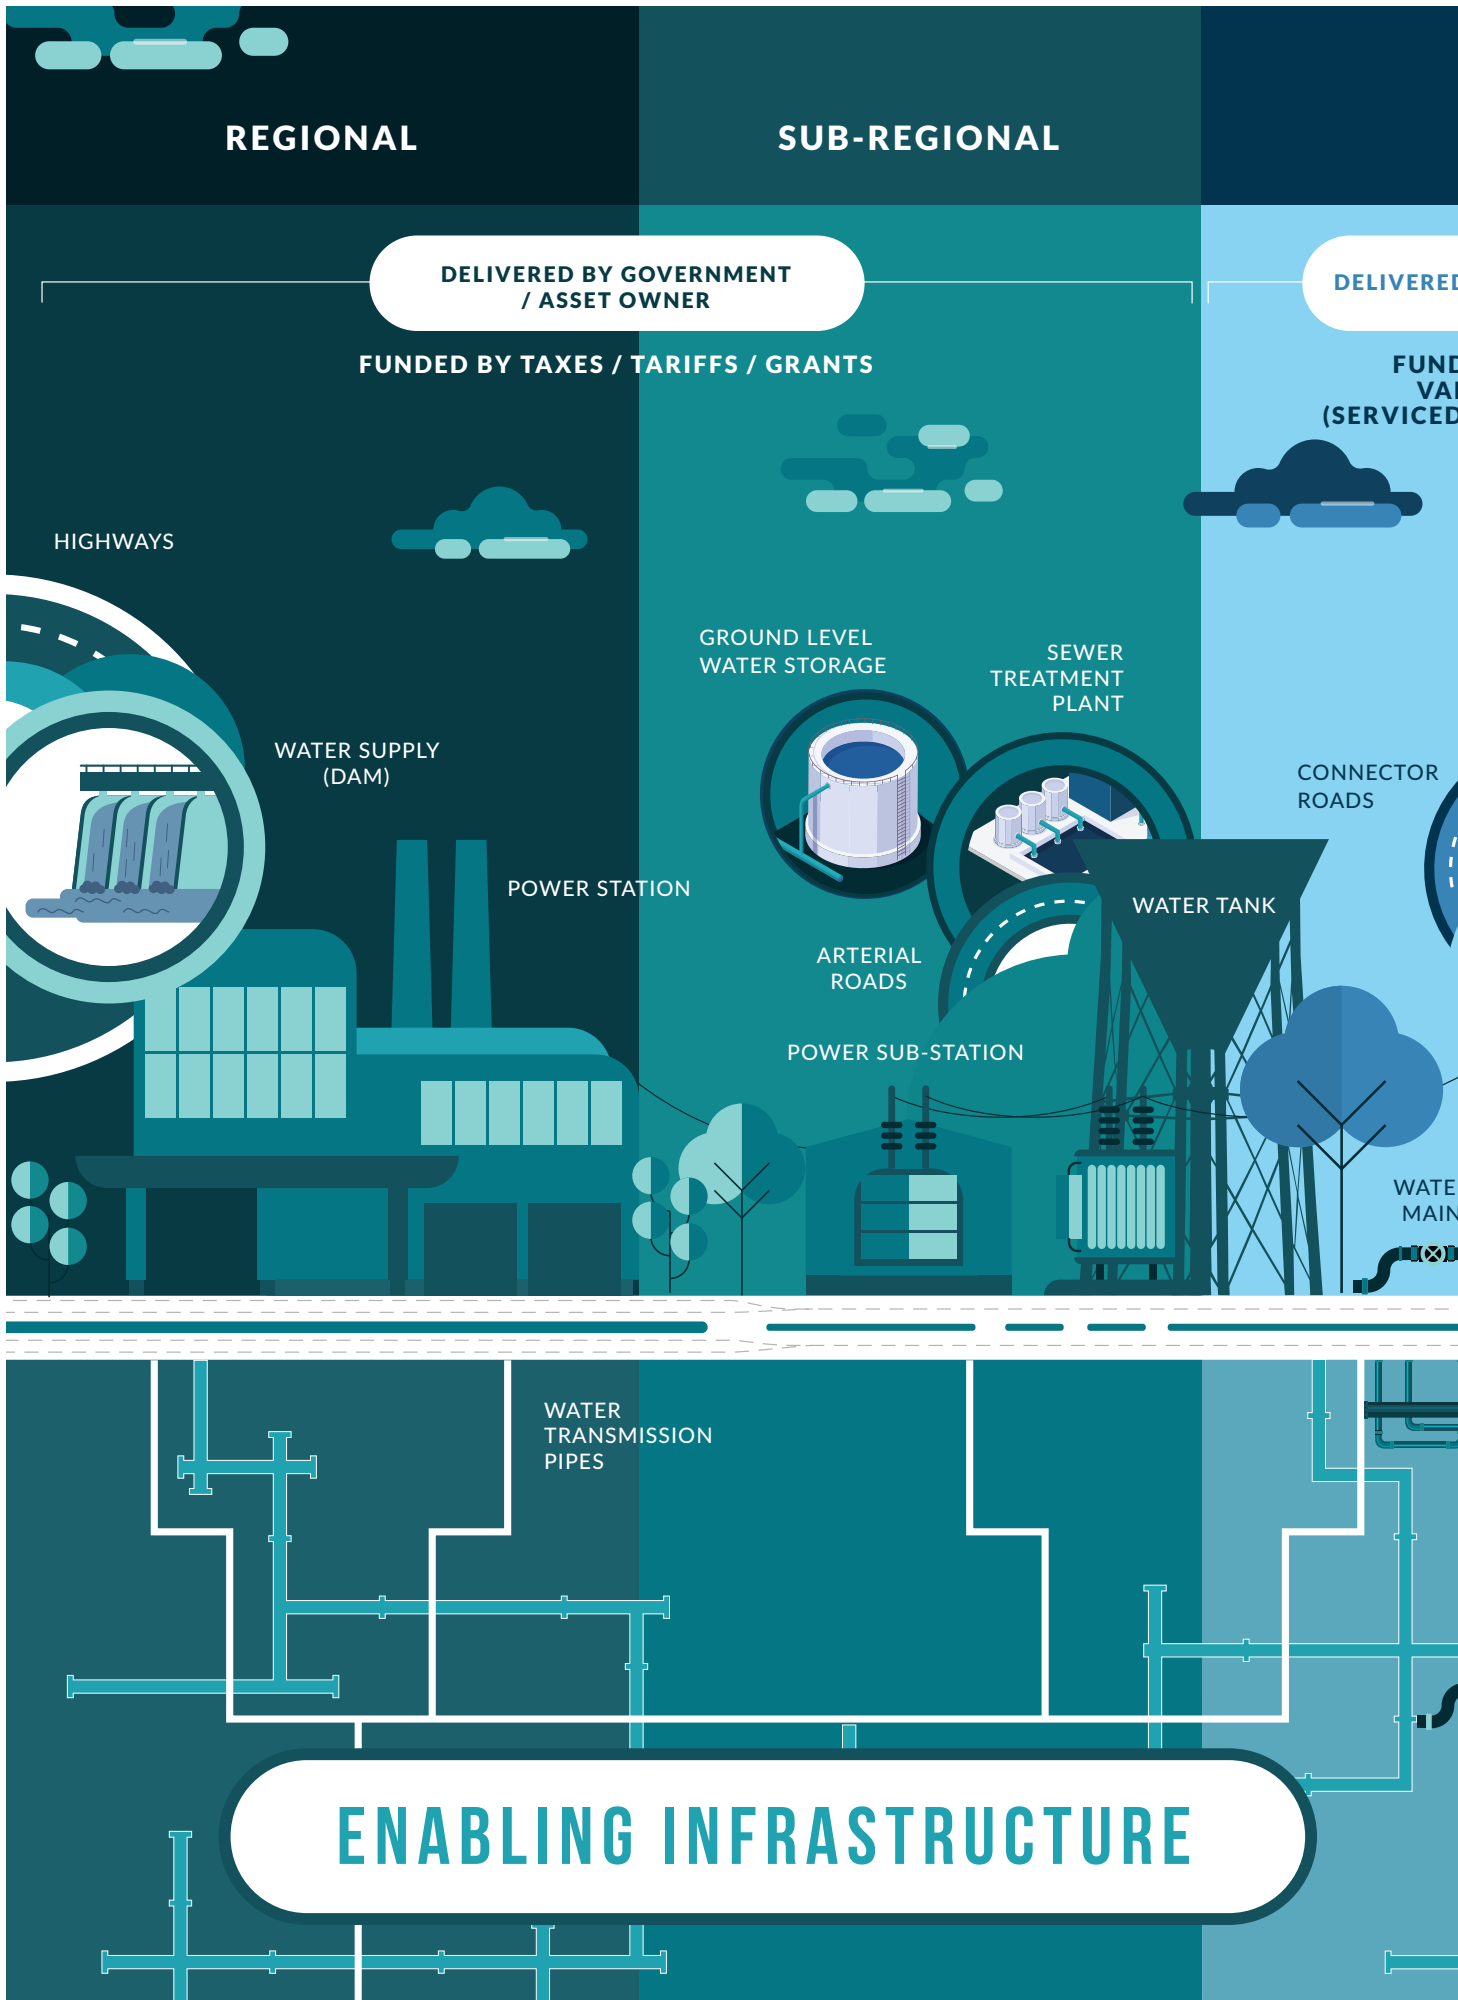 REGIONAL
SUB-REGIONAL
DELIVERED BY GOVERNMENT
/ ASSET OWNER
DELIVERED
FUNDED BY TAXES / TARIFFS / GRANTS
(SERVICED
HIGHWAYS
GROUND LEVEL
WATER STORAGE
SEWER
TREATMENT
PLANT
WATER SUPPLY
(DAM)
CONNECTOR
ROADS
POWER STATION
WATER TANK
ARTERIAL
ROADS
POWER SUB-STATION
WATER
TRANSMISSION
PIPES
ENABLING INFRASTRUCTURE